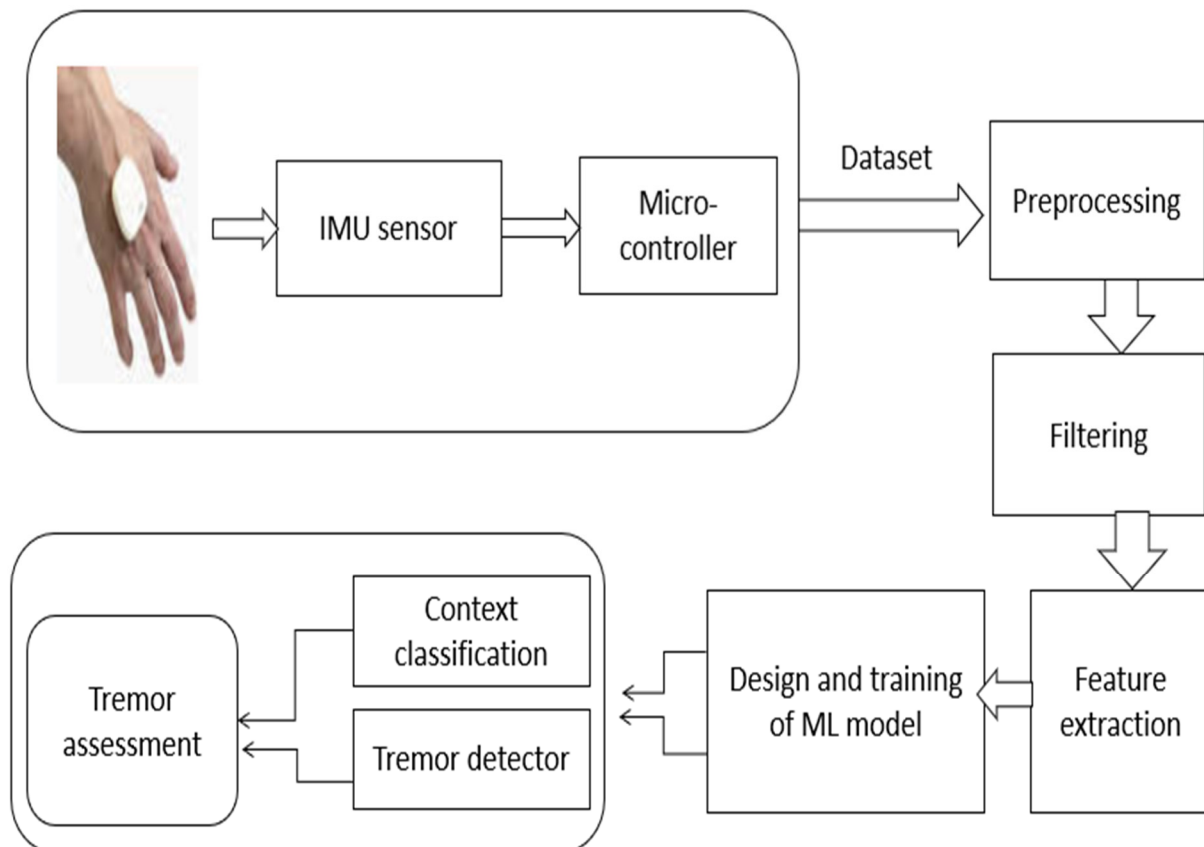 IMU sensor
Micro-
controller
Dataset
Preprocessing
Filtering
Feature
extraction
Design and training
of ML model
Context
classification
Tremor detector
Tremor
assessment